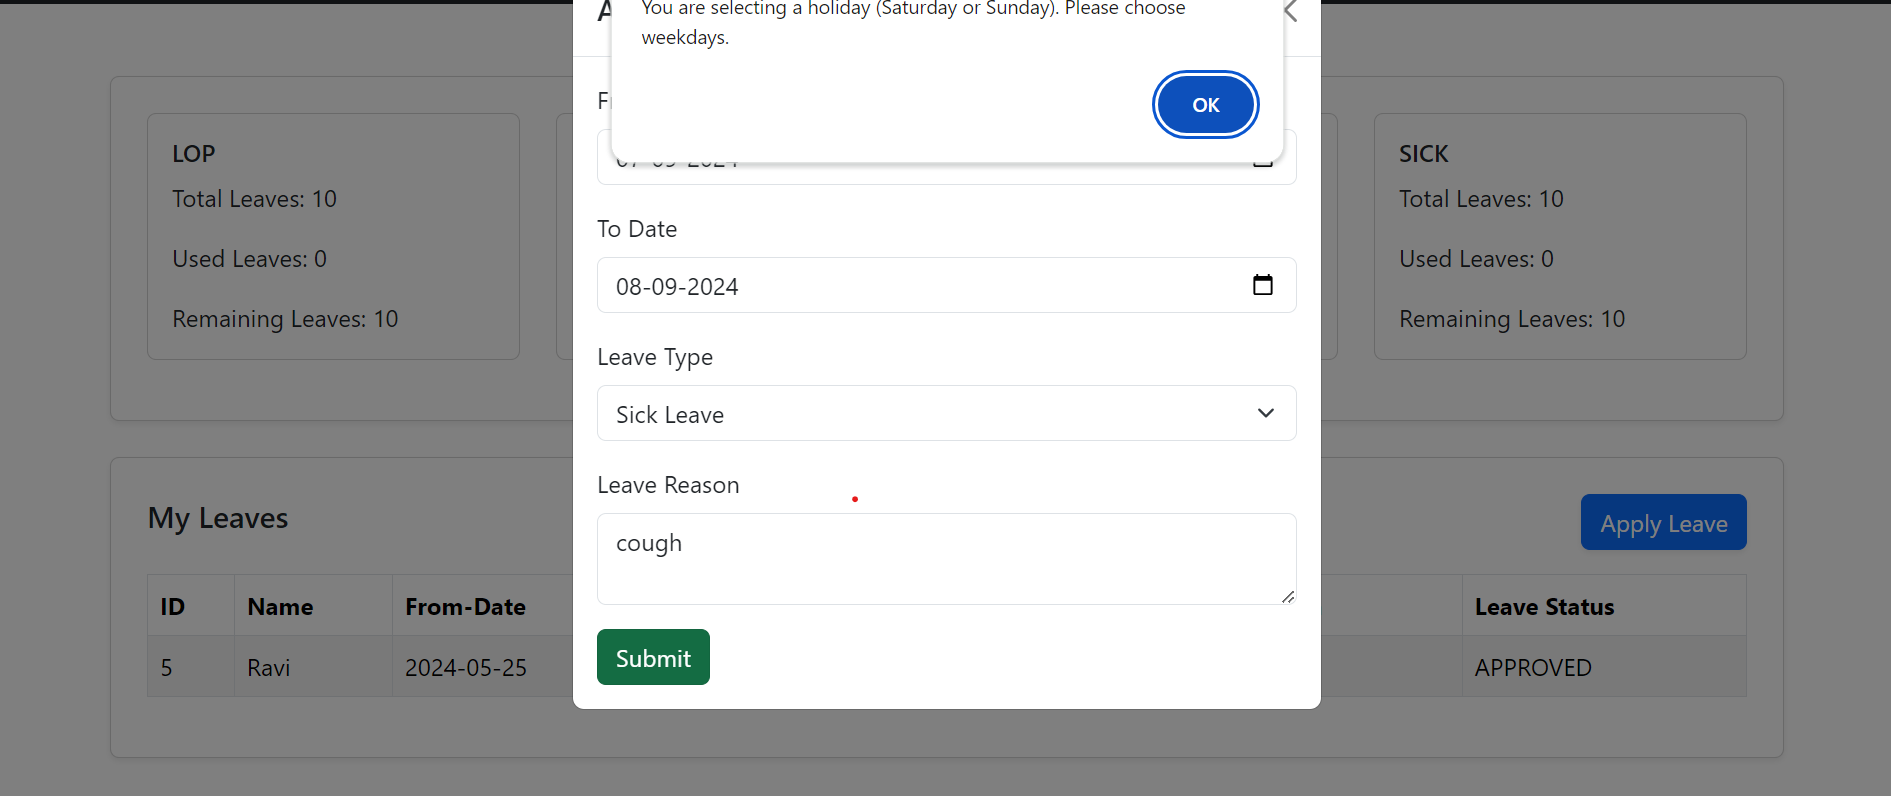 You are selecting a holiday (Saturday or Sunday). Please choose
weekdays.
OK
To Date
08-09-2024
Leave Type
Sick Leave
Leave Reason
cough
Submit
LOP
Total Leaves: 10
Used Leaves: 0
Remaining Leaves: 10
SICK
Total Leaves: 10
Used Leaves: 0
Remaining Leaves: 10
My Leaves
Apply Leave
ID Name From-Date Leave Status
5 Ravi 2024-05-25 APPROVED